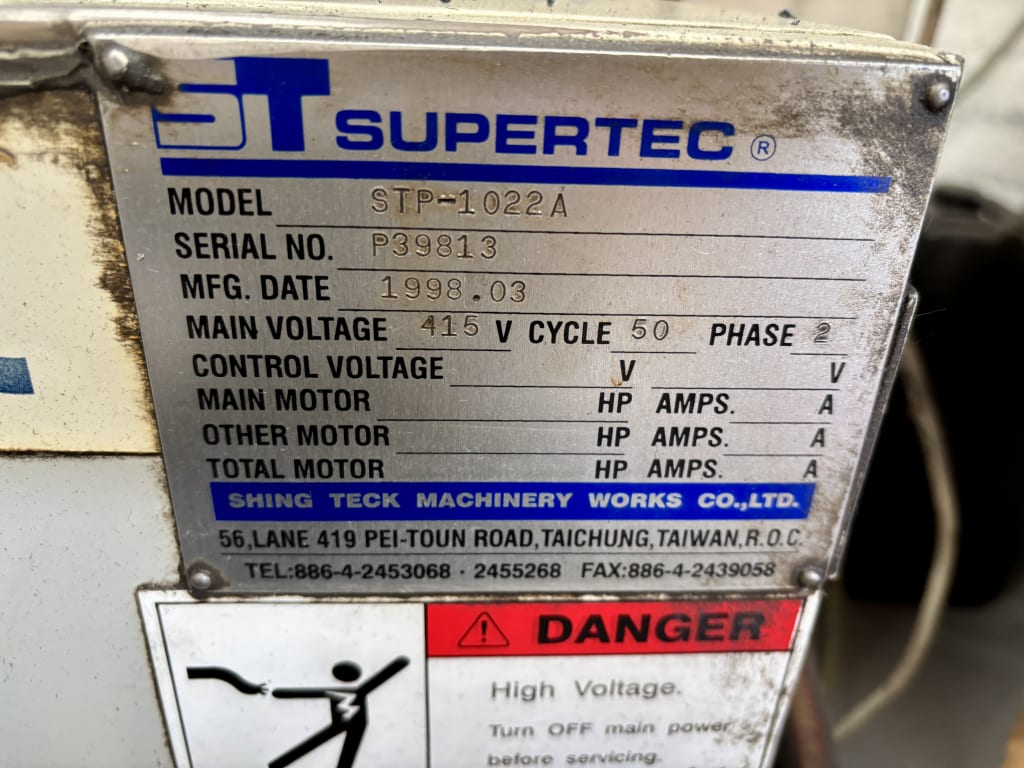 ST SUPERTEC ®
MODEL STP-1022A
SERIAL NO. P39813
MFG. DATE 1998.03
MAIN VOLTAGE 415 V CYCLE 50 PHASE 2
CONTROL VOLTAGE V V
MAIN MOTOR HP AMPS. A
OTHER MOTOR HP AMPS. A
TOTAL MOTOR HP AMPS. A
SHING TECK MACHINERY WORKS CO.,LTD.
56,LANE 419 PEI-TOUN ROAD,TAICHUNG,TAIWAN,R.O.C.
TEL:886-4-2453068 · 2455268 FAX:886-4-2439058
DANGER
High Voltage.
Turn OFF main power
before servicing.